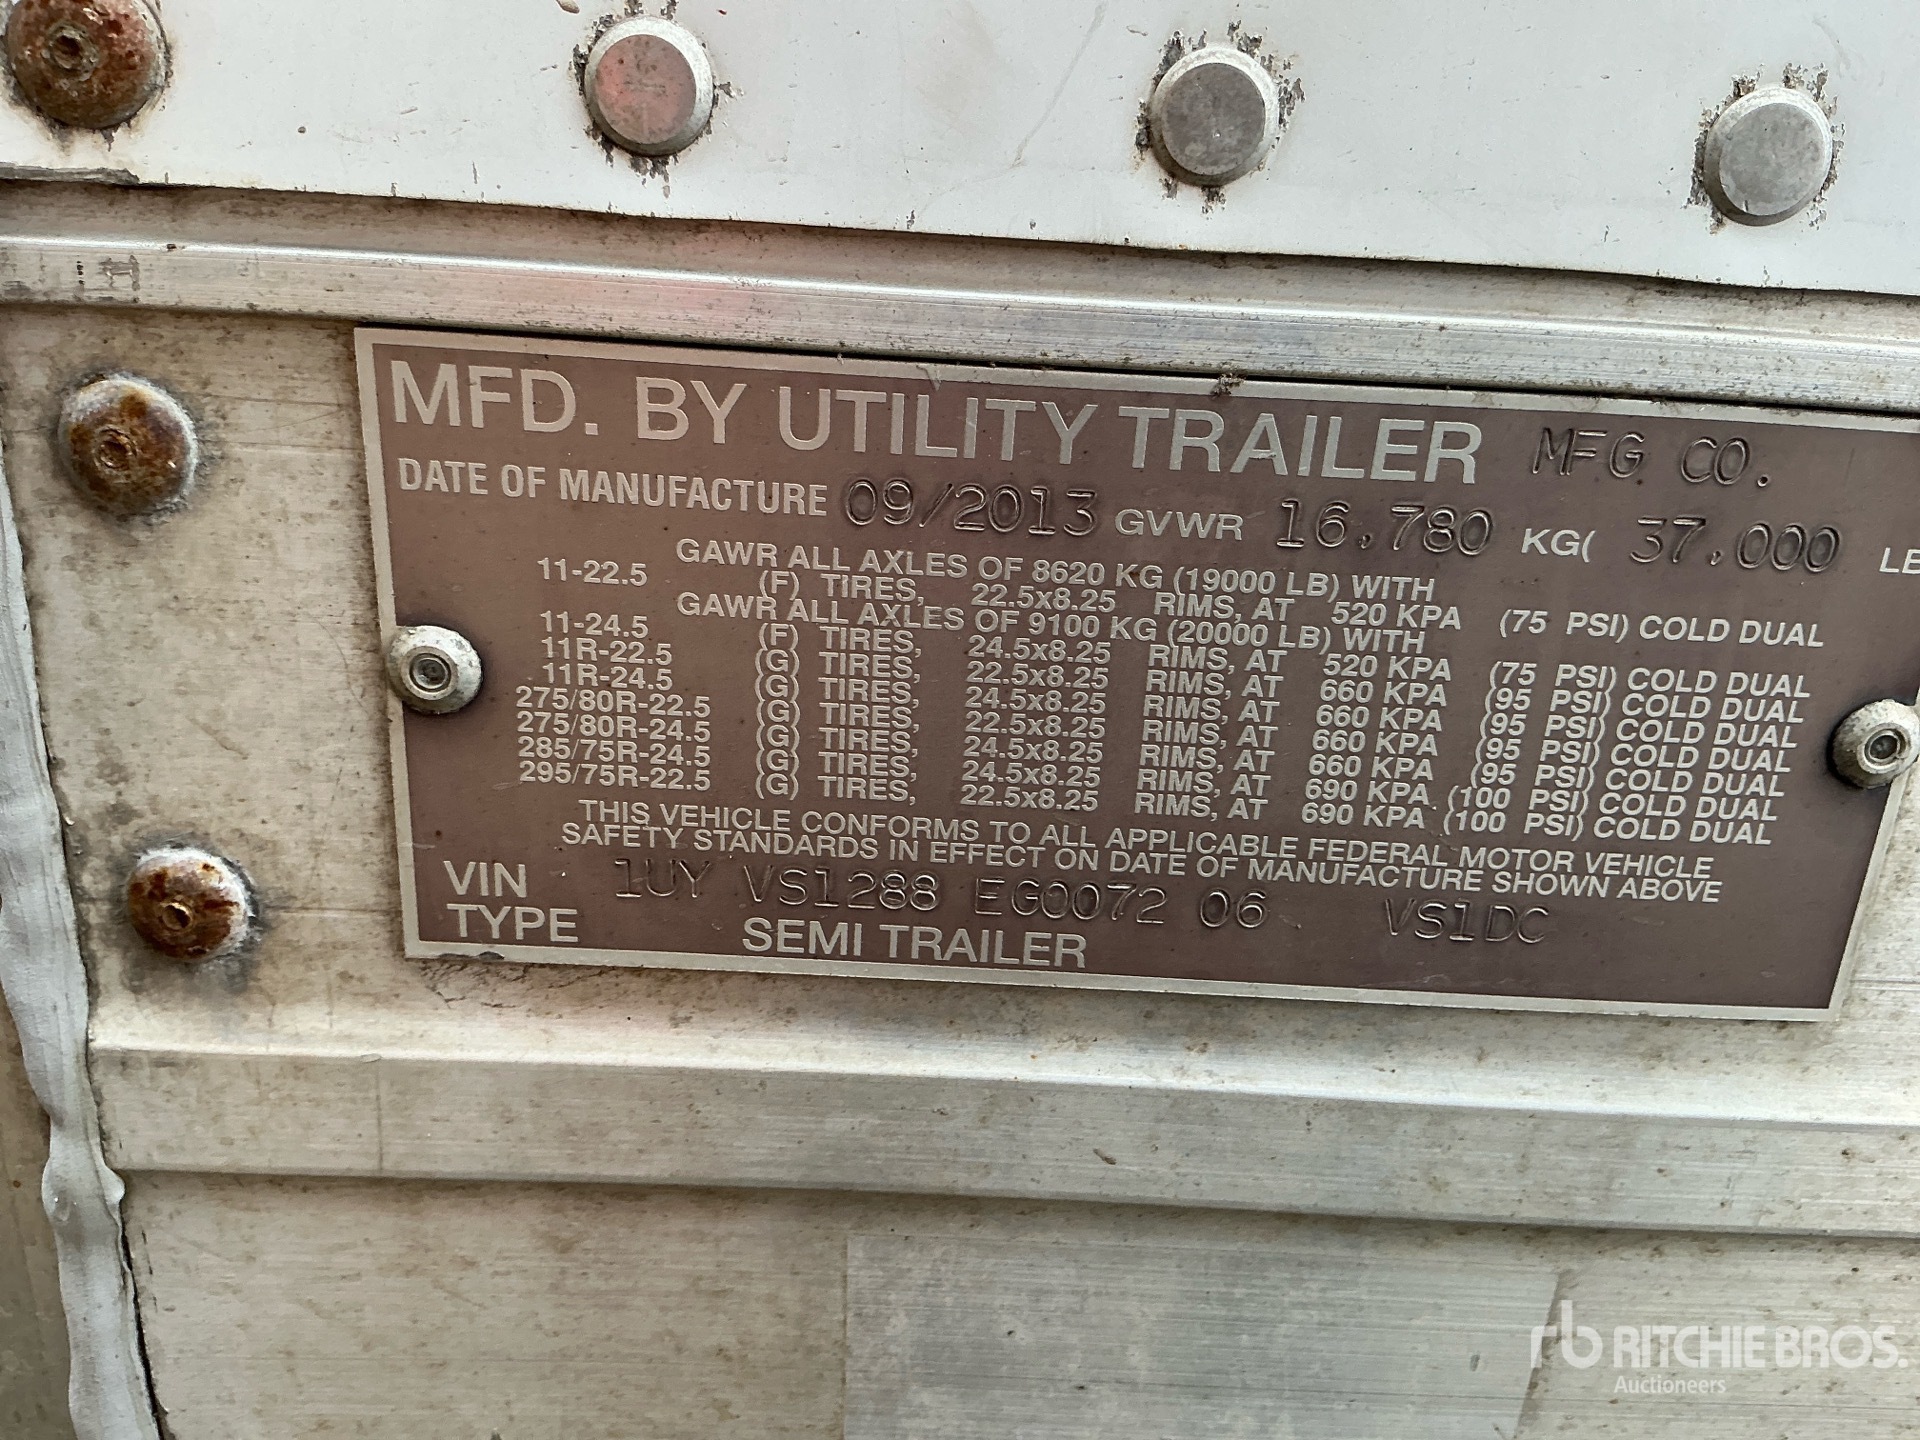 MFD. BY UTILITY TRAILER MFG CO.
DATE OF MANUFACTURE 09/2013 GVWR 16,780 KG( 37,000 LB
GAWR ALL AXLES OF 8620 KG (19000 LB) WITH
11-22.5 (F) TIRES, 22.5x8.25 RIMS, AT 520 KPA (75 PSI) COLD DUAL
GAWR ALL AXLES OF 9100 KG (20000 LB) WITH
11-24.5 (F) TIRES, 24.5x8.25 RIMS, AT 520 KPA (75 PSI) COLD DUAL
11R-22.5 (G) TIRES, 22.5x8.25 RIMS, AT 660 KPA (95 PSI) COLD DUAL
11R-24.5 (G) TIRES, 24.5x8.25 RIMS, AT 660 KPA (95 PSI) COLD DUAL
275/80R-22.5 (G) TIRES, 22.5x8.25 RIMS, AT 660 KPA (95 PSI) COLD DUAL
275/80R-24.5 (G) TIRES, 24.5x8.25 RIMS, AT 660 KPA (95 PSI) COLD DUAL
285/75R-24.5 (G) TIRES, 24.5x8.25 RIMS, AT 690 KPA (100 PSI) COLD DUAL
295/75R-22.5 (G) TIRES, 22.5x8.25 RIMS, AT 690 KPA (100 PSI) COLD DUAL
THIS VEHICLE CONFORMS TO ALL APPLICABLE FEDERAL MOTOR VEHICLE
SAFETY STANDARDS IN EFFECT ON DATE OF MANUFACTURE SHOWN ABOVE
VIN 1UY VS1288 EG0072 06 VS1DC
TYPE SEMI TRAILER
rb RITCHIE BROS.
Auctioneers